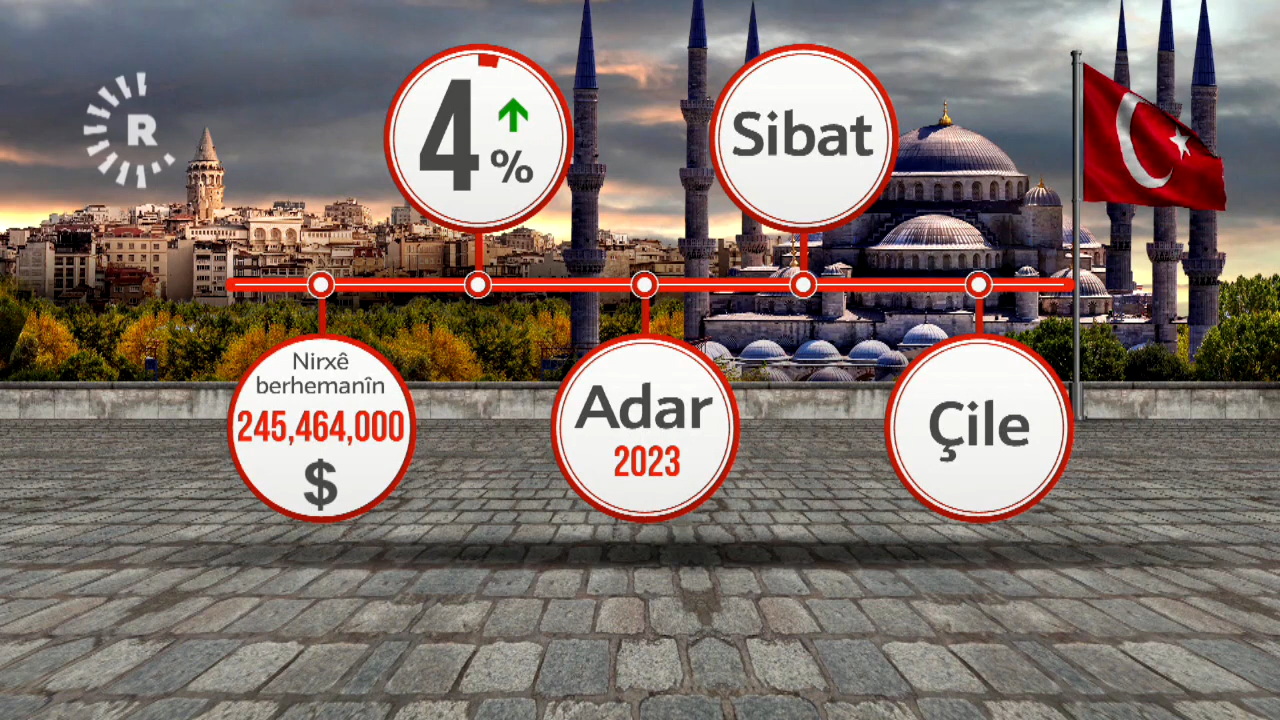 R
4
%
Sibat
Nirxê
berhemanîn
245,464,000
$
Adar
2023
Çile